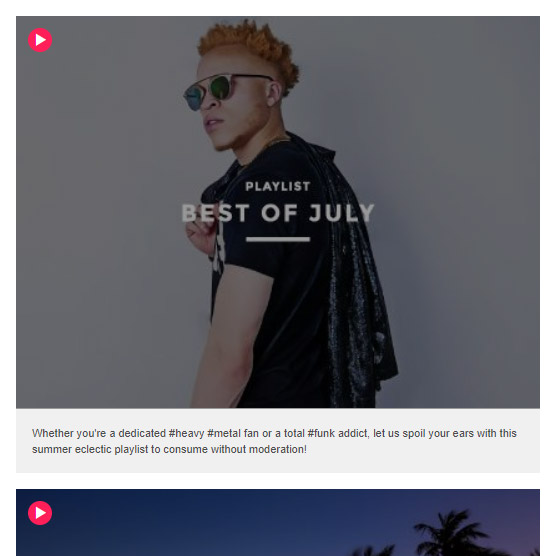 PLAYLIST
BEST OF JULY
Whether you're a dedicated #heavy #metal fan or a total #funk addict, let us spoil your ears with this
summer eclectic playlist to consume without moderation!